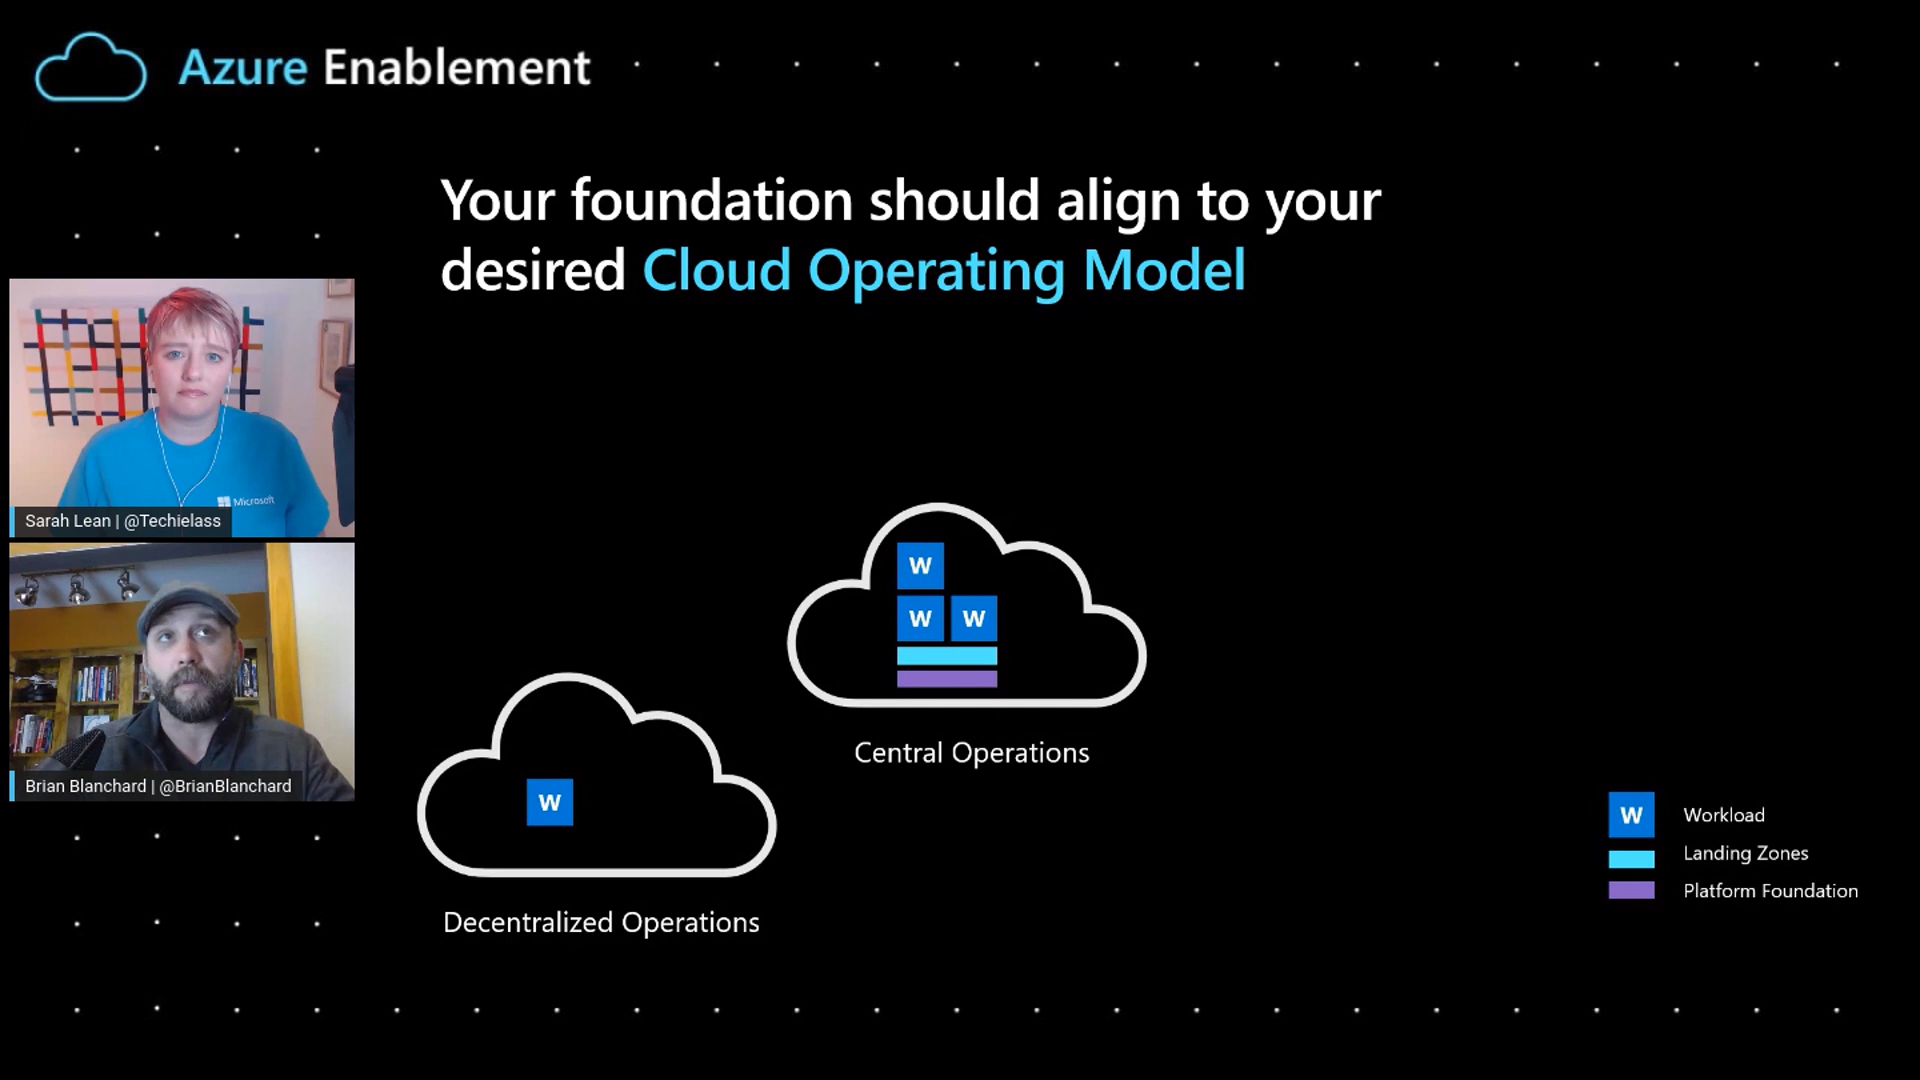 Azure Enablement
Your foundation should align to your
desired Cloud Operating Model
Microsoft
Sarah Lean | @Techielass
Brian Blanchard | @BrianBlanchard
W
W W
Central Operations
W
Decentralized Operations
W Workload
Landing Zones
Platform Foundation